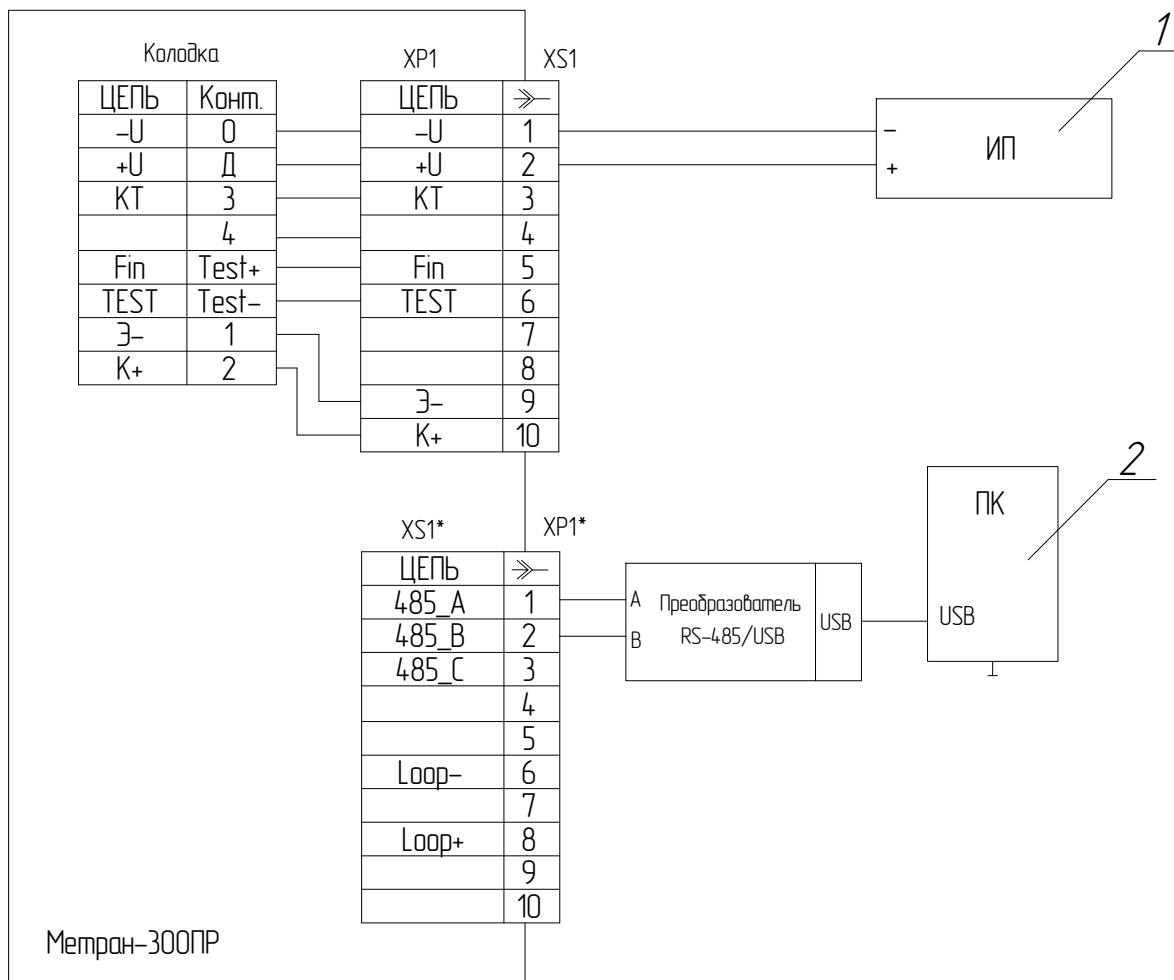 1
Колодка XP1 XS1
ЦЕПЬ Конт. ЦЕПЬ
-U 0 -U 1
+U Д +U 2
КТ 3 КТ 3
4 4
Fin Test+ Fin 5
TEST Test- TEST 6
Э- 1 7
К+ 2 8
Э- 9
К+ 10
- ИП
+
2
ПК
USB
XS1* XP1*
ЦЕПЬ
485_A 1
485_B 2
485_C 3
4
5
Loop- 6
7
Loop+ 8
9
10
A Преобразователь USB
B RS-485/USB
Метран-300ПР